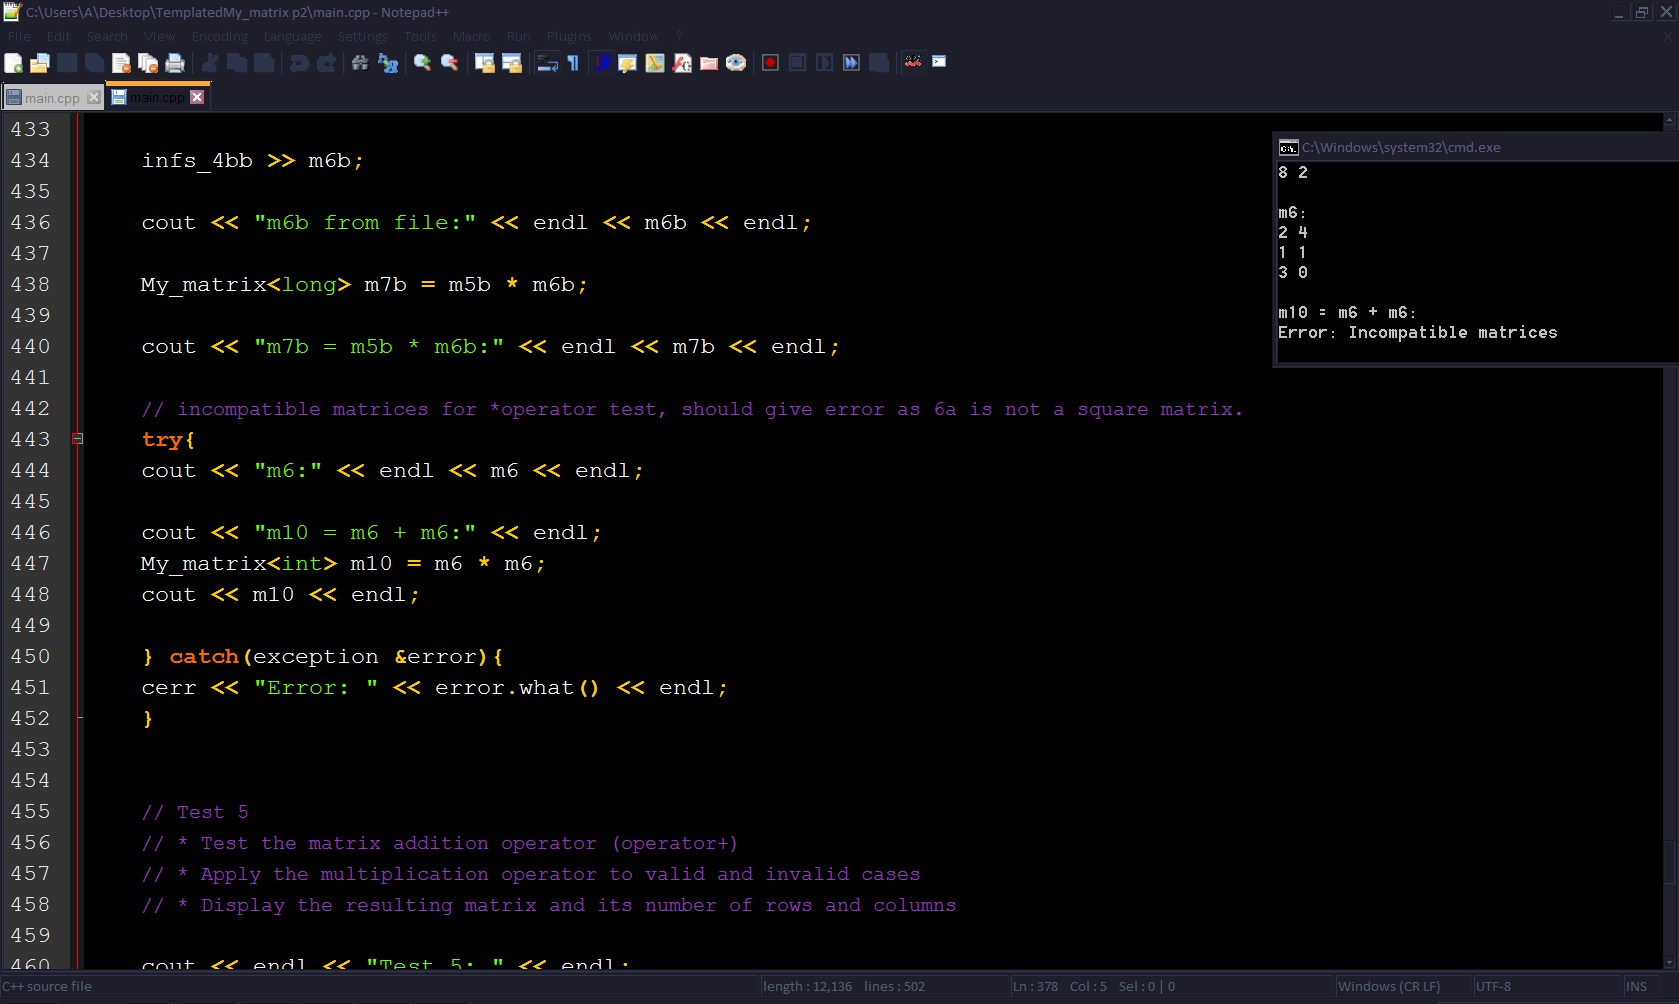 C:\Users\A\Desktop\TemplatedMy_matrix p2\main.cpp - Notepad++
File Edit Search View Encoding Language Settings Tools Macro Run Plugins Window ?
main.cpp main.cpp
433
434 infs_4bb >> m6b;
435
436 cout << "m6b from file:" << endl << m6b << endl;
437
438 My_matrix<long> m7b = m5b * m6b;
439
440 cout << "m7b = m5b * m6b:" << endl << m7b << endl;
441
442 // incompatible matrices for *operator test, should give error as 6a is not a square matrix.
443 try{
444 cout << "m6:" << endl << m6 << endl;
445
446 cout << "m10 = m6 + m6:" << endl;
447 My_matrix<int> m10 = m6 * m6;
448 cout << m10 << endl;
449
450 } catch(exception &error){
451 cerr << "Error: " << error.what() << endl;
452 }
453
454
455 // Test 5
456 // * Test the matrix addition operator (operator+)
457 // * Apply the multiplication operator to valid and invalid cases
458 // * Display the resulting matrix and its number of rows and columns
459
460 cout << endl << "Test 5: " << endl;
C:\Windows\system32\cmd.exe
8 2
m6:
2 4
1 1
3 0
m10 = m6 + m6:
Error: Incompatible matrices
C++ source file length : 12,136 lines : 502 Ln : 378 Col : 5 Sel : 0 | 0 Windows (CR LF) UTF-8 INS